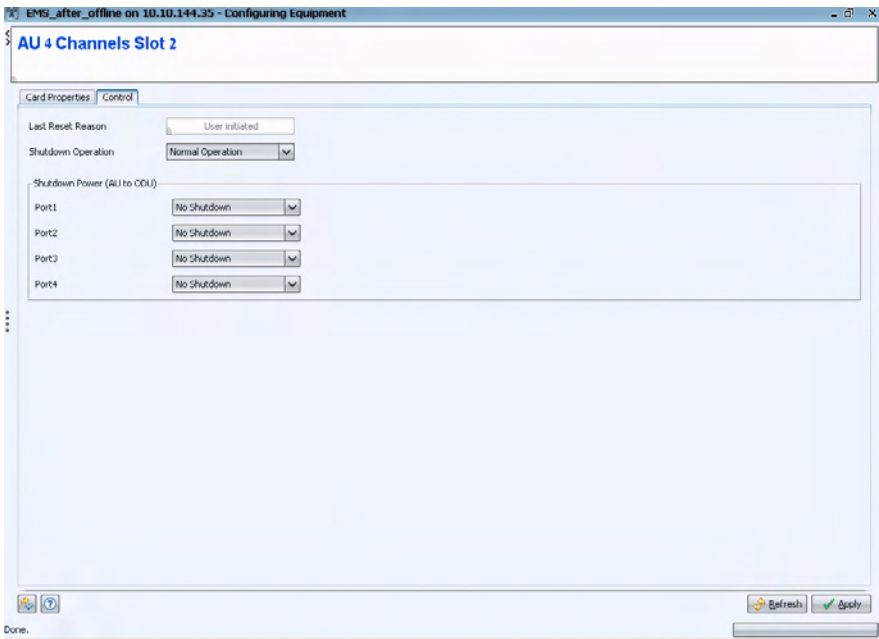 EMS_after_offline on 10.10.144.35 - Configuring Equipment
AU 4 Channels Slot 2
Card Properties Control
Last Reset Reason User initiated
Shutdown Operation Normal Operation
Shutdown Power (AU to ODU)
Port1 No Shutdown
Port2 No Shutdown
Port3 No Shutdown
Port4 No Shutdown
Refresh Apply
Done.